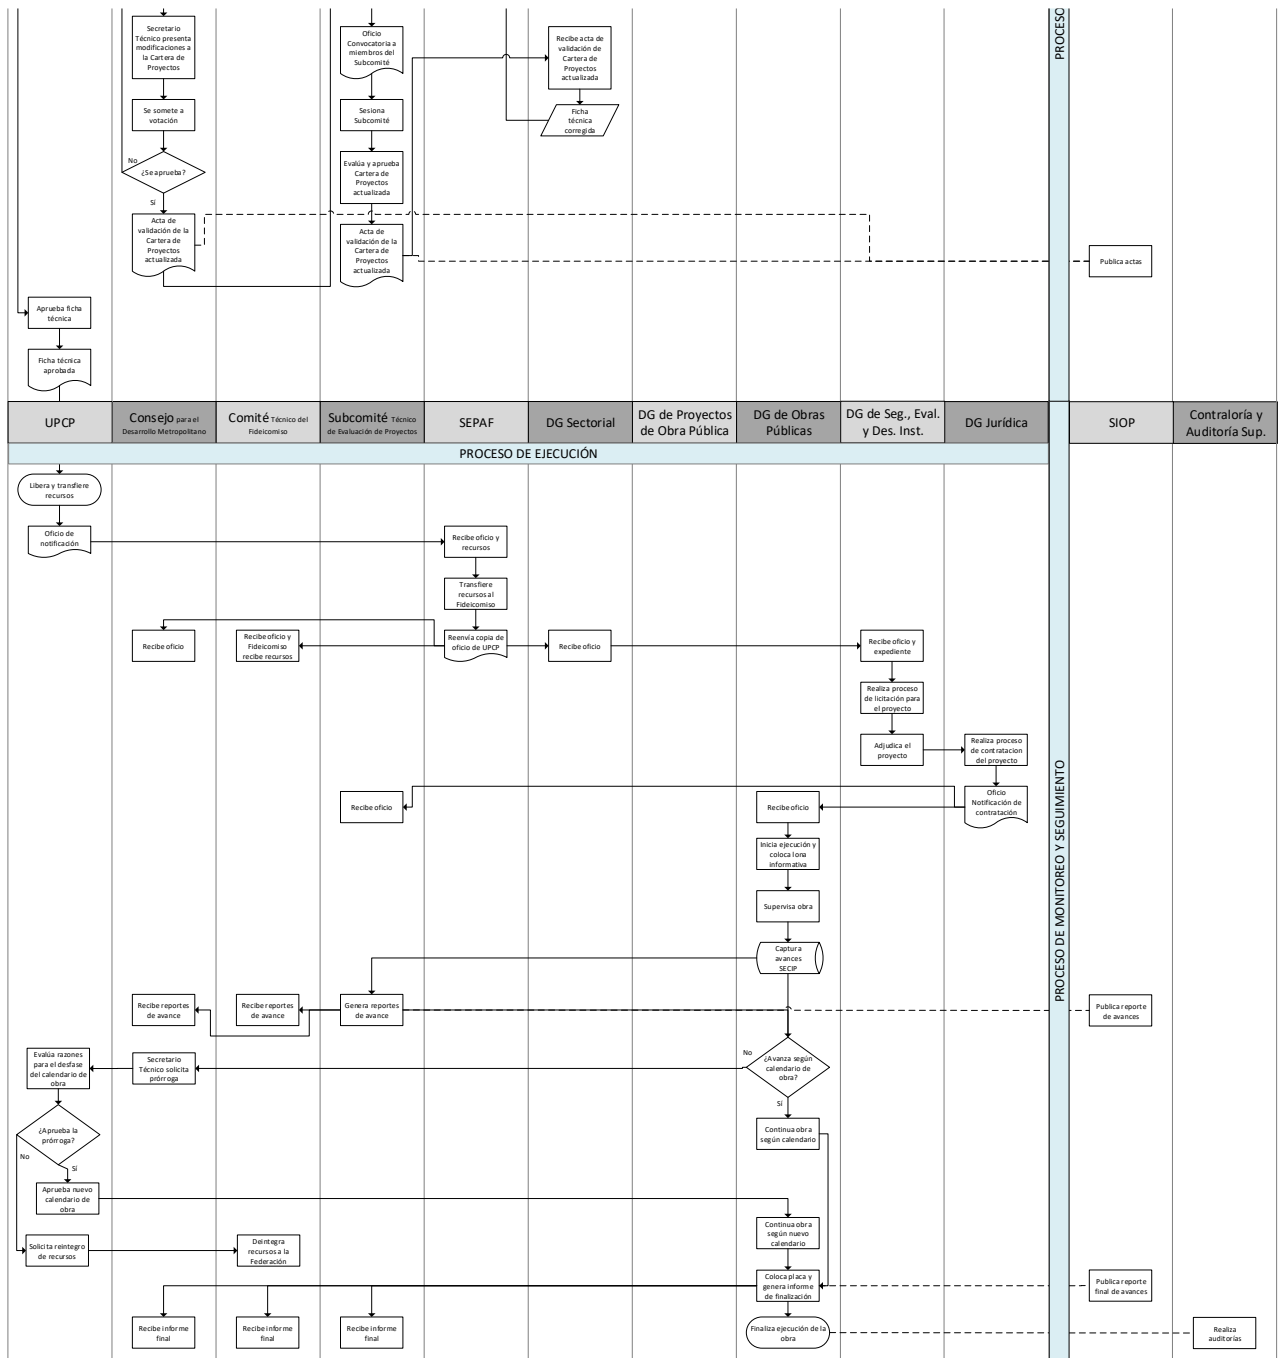 PROCESO
Secretario
Técnico presenta
modificaciones a
la Cartera de
Proyectos
Oficio
Convocatoria a
miembros del
Subcomité
Recibe acta de
validación de
Cartera de
Proyectos
actualizada
Se somete a
votación
Sesiona
Subcomité
Ficha
técnica
corregida
No
¿Se aprueba?
Sí
Evalúa y aprueba
Cartera de
Proyectos
actualizada
Acta de
validación de la
Cartera de
Proyectos
actualizada
Acta de
validación de la
Cartera de
Proyectos
actualizada
Publica actas
Aprueba ficha
técnica
Ficha técnica
aprobada
UPCP
Consejo para el
Desarrollo Metropolitano
Comité Técnico del
Fideicomiso
Subcomité Técnico
de Evaluación de Proyectos
SEPAF
DG Sectorial
DG de Proyectos
de Obra Pública
DG de Obras
Públicas
DG de Seg., Eval.
y Des. Inst.
DG Jurídica
SIOP
Contraloría y
Auditoría Sup.
PROCESO DE EJECUCIÓN
PROCESO DE MONITOREO Y SEGUIMIENTO
Libera y transfiere
recursos
Oficio de
notificación
Recibe oficio y
recursos
Transfiere
recursos al
Fideicomiso
Recibe oficio
Recibe oficio y
Fideicomiso
recibe recursos
Reenvía copia de
oficio de UPCP
Recibe oficio
Recibe oficio y
expediente
Realiza proceso
de licitación para
el proyecto
Adjudica el
proyecto
Realiza proceso
de contratacion
del proyecto
Recibe oficio
Recibe oficio
Oficio
Notificación de
contratación
Inicia ejecución y
coloca lona
informativa
Supervisa obra
Captura
avances
SECIP
Recibe reportes
de avance
Recibe reportes
de avance
Genera reportes
de avance
Publica reporte
de avances
Evalúa razones
para el desfase
del calendario de
obra
Secretario
Técnico solicita
prórroga
No
¿Avanza según
calendario de
obra?
Sí
¿Aprueba la
prórroga?
No
Sí
Continua obra
según calendario
Aprueba nuevo
calendario de
obra
Continua obra
según nuevo
calendario
Solicita reintegro
de recursos
Deintegra
recursos a la
Federación
Coloca placa y
genera informe
de finalización
Publica reporte
final de avances
Recibe informe
final
Recibe informe
final
Recibe informe
final
Finaliza ejecución de la
obra
Realiza
auditorías